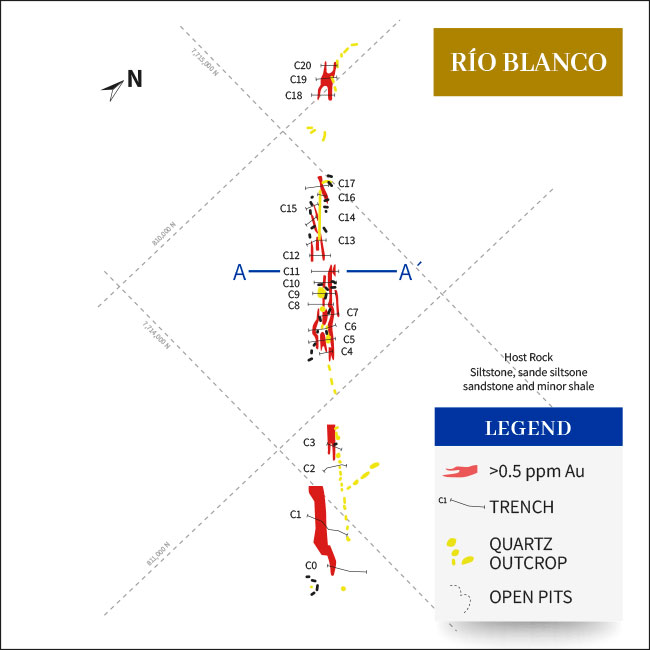 RÍO BLANCO
N
7,715,000 N
C20
C19
C18
C17
C16
C15
C14
C13
C12
810,000 N
A
C11
A´
C10
C9
C8
C7
C6
C5
C4
7,714,000 N
Host Rock
Siltstone, sande siltsone
sandstone and minor shale
C3
C2
C1
C0
811,000 N
LEGEND
>0.5 ppm Au
C1
TRENCH
QUARTZ
OUTCROP
OPEN PITS